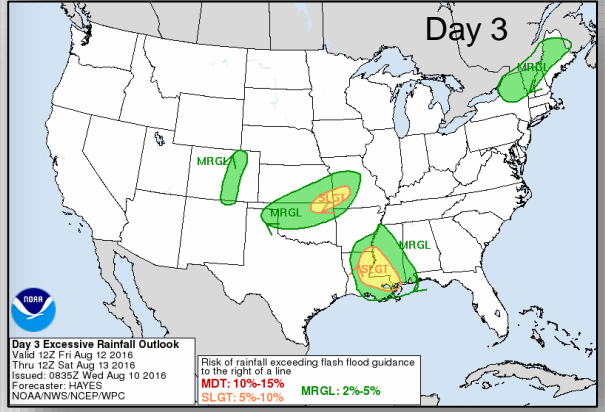 Day 3
MRGL
MRGL
SLGT
MRGL
MRGL
SLGT
NOAA
Day 3 Excessive Rainfall Outlook
Valid 12Z Fri Aug 12 2016
Thru 12Z Sat Aug 13 2016
Issued: 0835Z Wed Aug 10 2016
Forecaster: HAYES
NOAA/NWS/NCEP/WPC
Risk of rainfall exceeding flash flood guidance
to the right of a line
MDT: 10%-15%
SLGT: 5%-10%
MRGL: 2%-5%